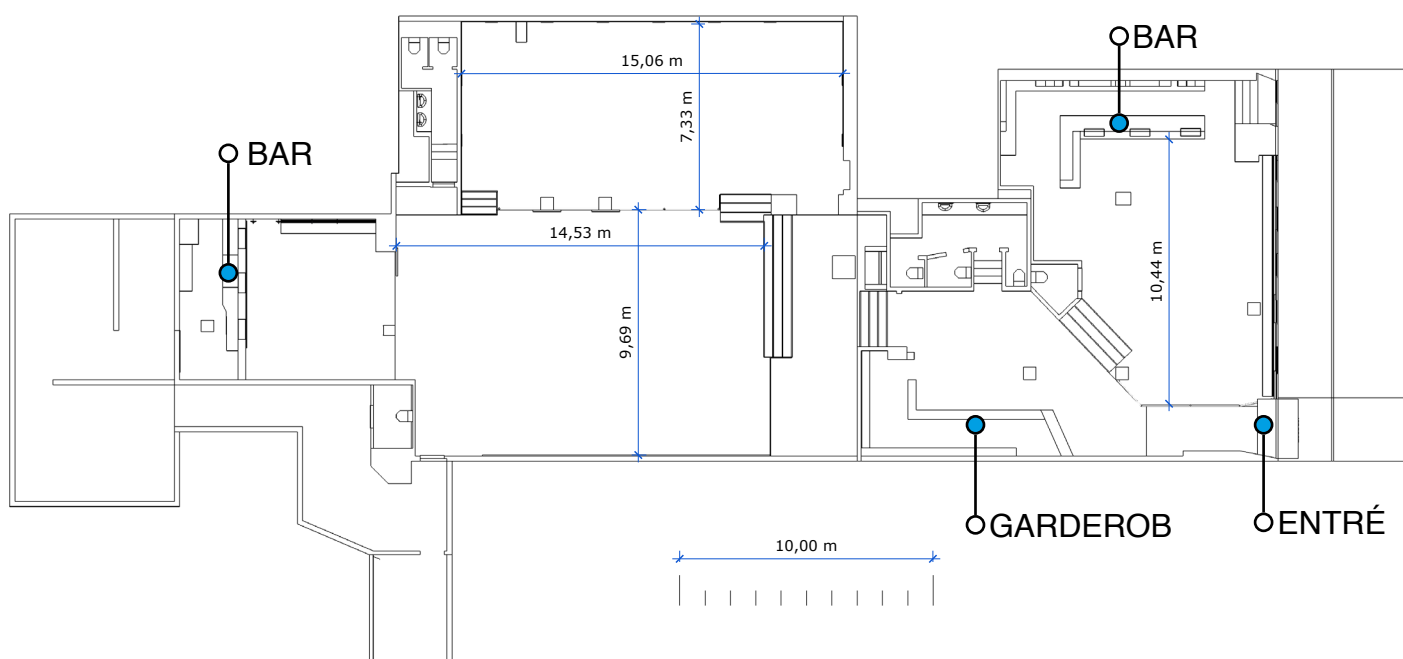 BAR
15,06 m
7,33 m
BAR
14,53 m
10,44 m
9,69 m
GARDEROB
ENTRÉ
10,00 m